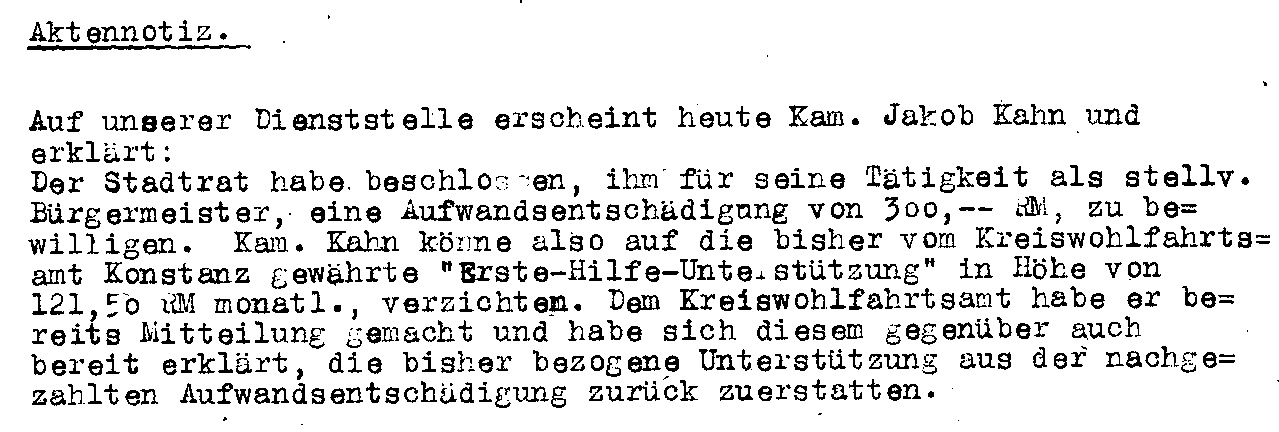 Aktennotiz.
Auf unserer Dienststelle erscheint heute Kam. Jakob Kahn und
erklärt:
Der Stadtrat habe beschlossen, ihm für seine Tätigkeit als stellv.
Bürgermeister, eine Aufwandsentschädigung von 300,-- RM, zu be=
willigen. Kam. Kahn könne also auf die bisher vom Kreiswohlfahrts=
amt Konstanz gewährte "Erste-Hilfe-Unterstützung" in Höhe von
121,50 RM monatl., verzichten. Dem Kreiswohlfahrtsamt habe er be=
reits Mitteilung gemacht und habe sich diesem gegenüber auch
bereit erklärt, die bisher bezogene Unterstützung aus der nachge=
zahlten Aufwandsentschädigung zurück zuerstatten.